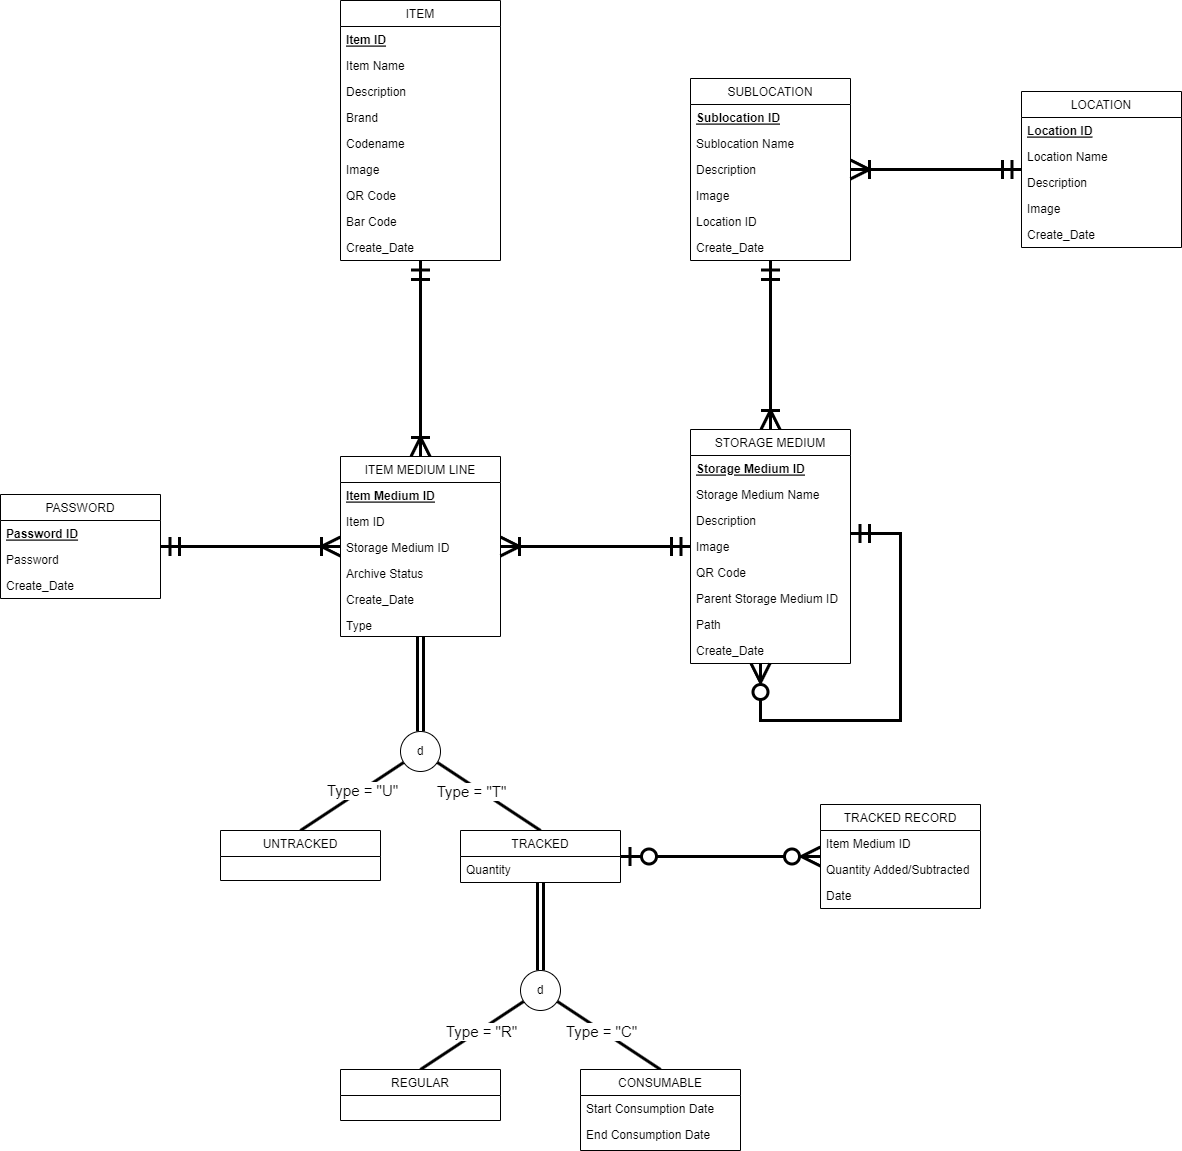 ITEM
Item ID
Item Name
Description
Brand
Codename
Image
QR Code
Bar Code
Create_Date
SUBLOCATION
Sublocation ID
Sublocation Name
Description
Image
Location ID
Create_Date
LOCATION
Location ID
Location Name
Description
Image
Create_Date
PASSWORD
Password ID
Password
Create_Date
ITEM MEDIUM LINE
Item Medium ID
Item ID
Storage Medium ID
Archive Status
Create_Date
Type
STORAGE MEDIUM
Storage Medium ID
Storage Medium Name
Description
Image
QR Code
Parent Storage Medium ID
Path
Create_Date
d
Type = "U"
Type = "T"
UNTRACKED
TRACKED
Quantity
TRACKED RECORD
Item Medium ID
Quantity Added/Subtracted
Date
d
Type = "R"
Type = "C"
REGULAR
CONSUMABLE
Start Consumption Date
End Consumption Date